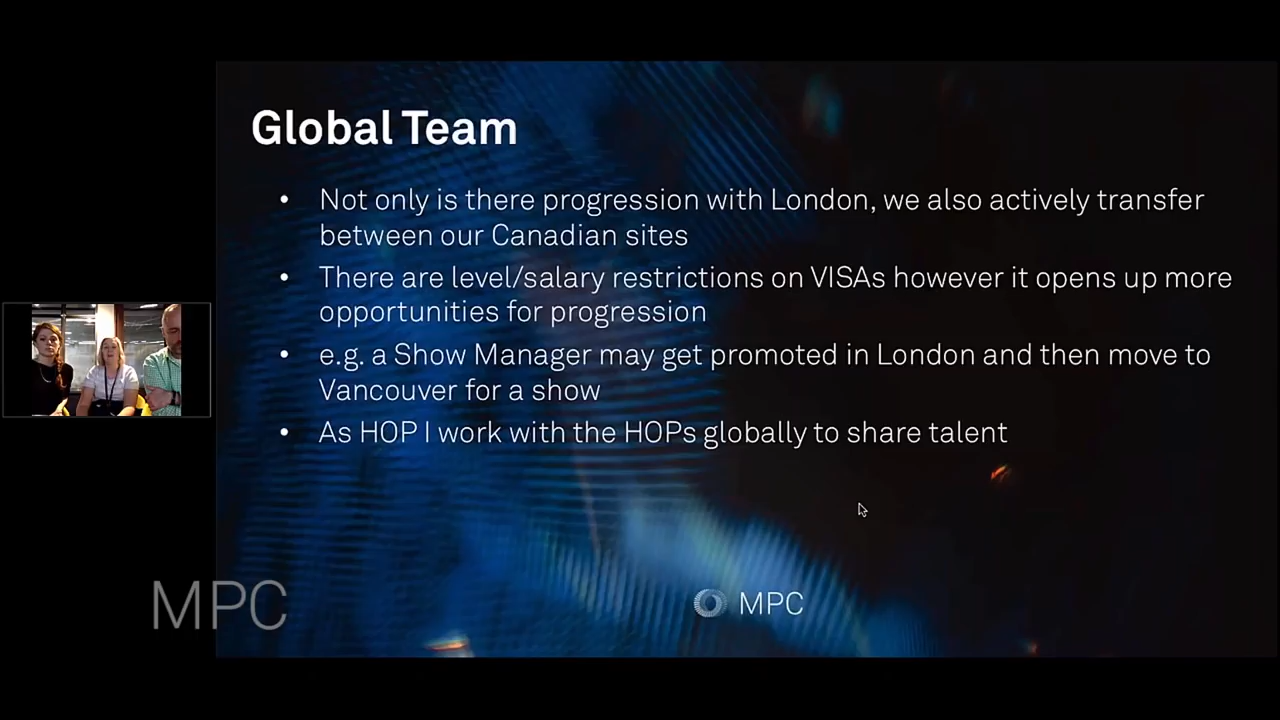 Global Team
• Not only is there progression with London, we also actively transfer
between our Canadian sites
• There are level/salary restrictions on VISAs however it opens up more
opportunities for progression
• e.g. a Show Manager may get promoted in London and then move to
Vancouver for a show
• As HOP I work with the HOPs globally to share talent
MPC
MPC